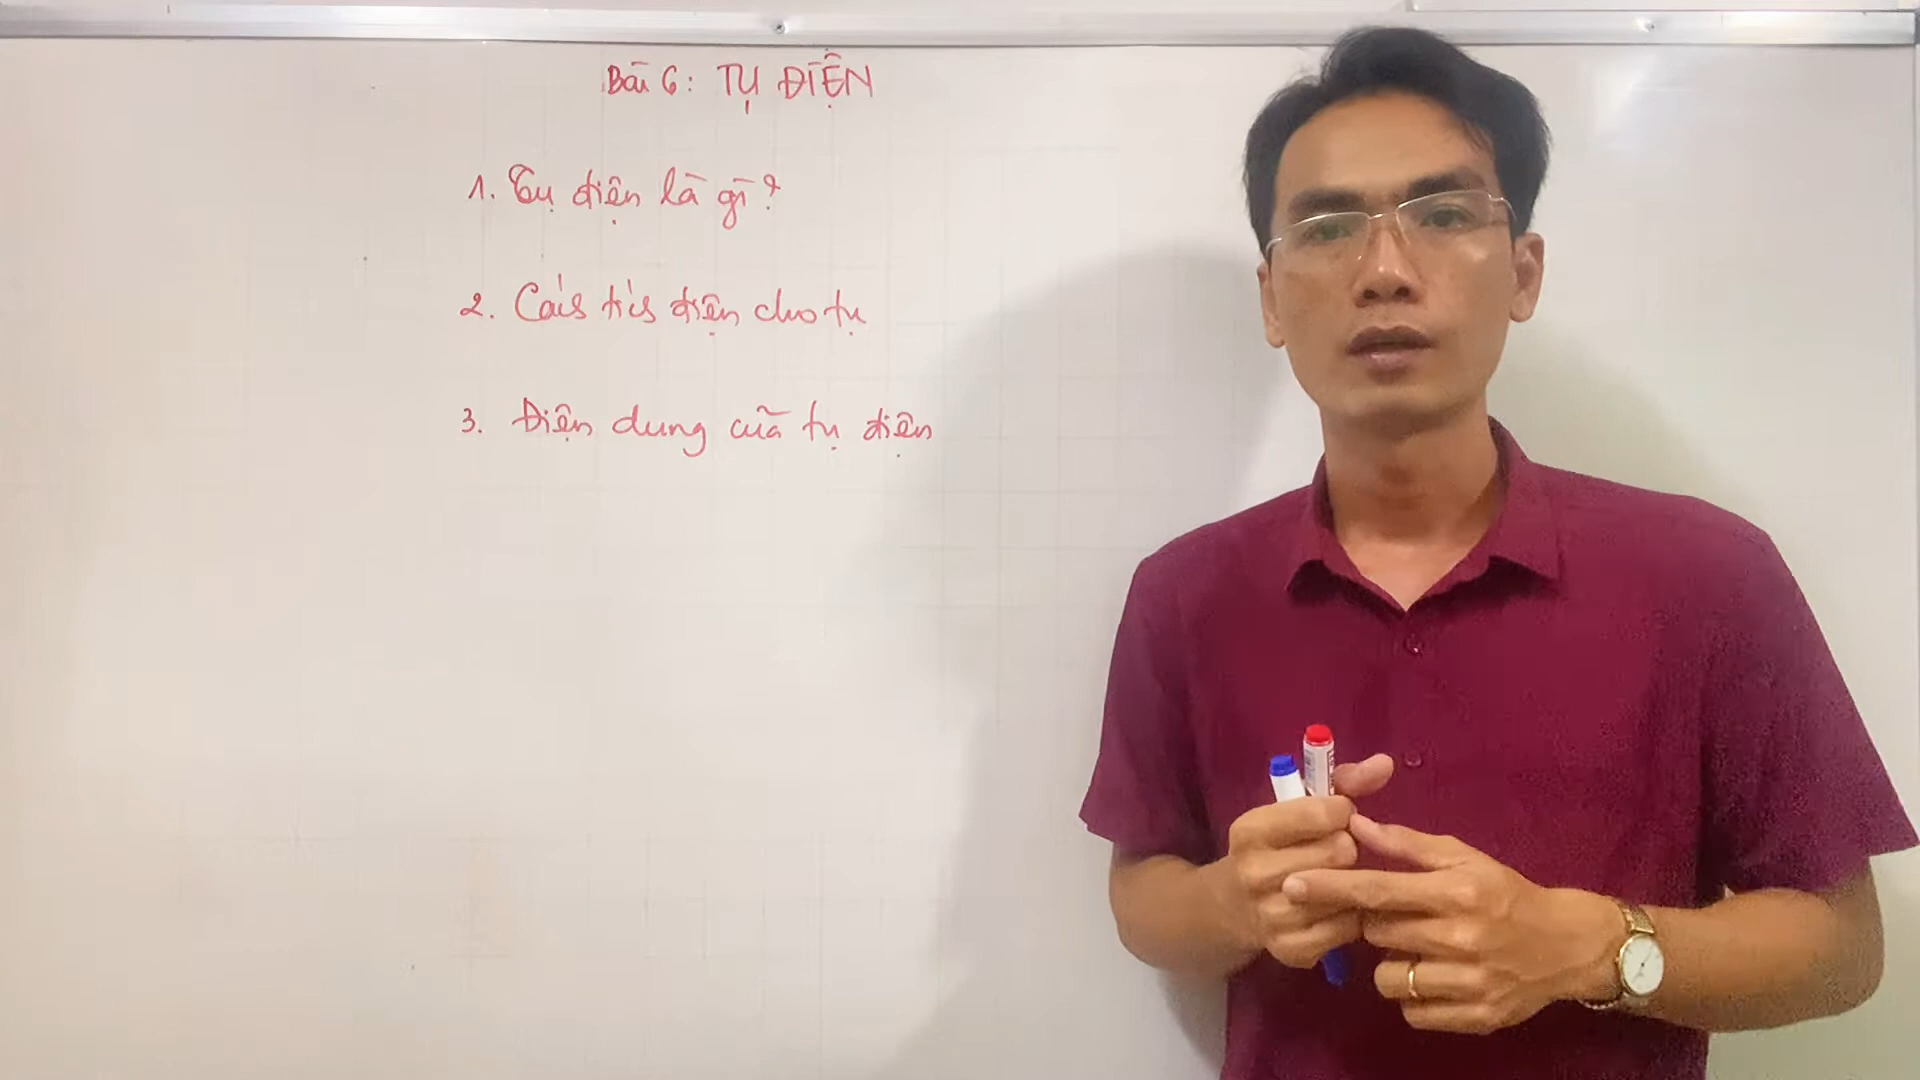 Bài 6: TỤ ĐIỆN
1. Tụ điện là gì?
2. Cách tích điện cho tụ
3. Điện dung của tụ điện